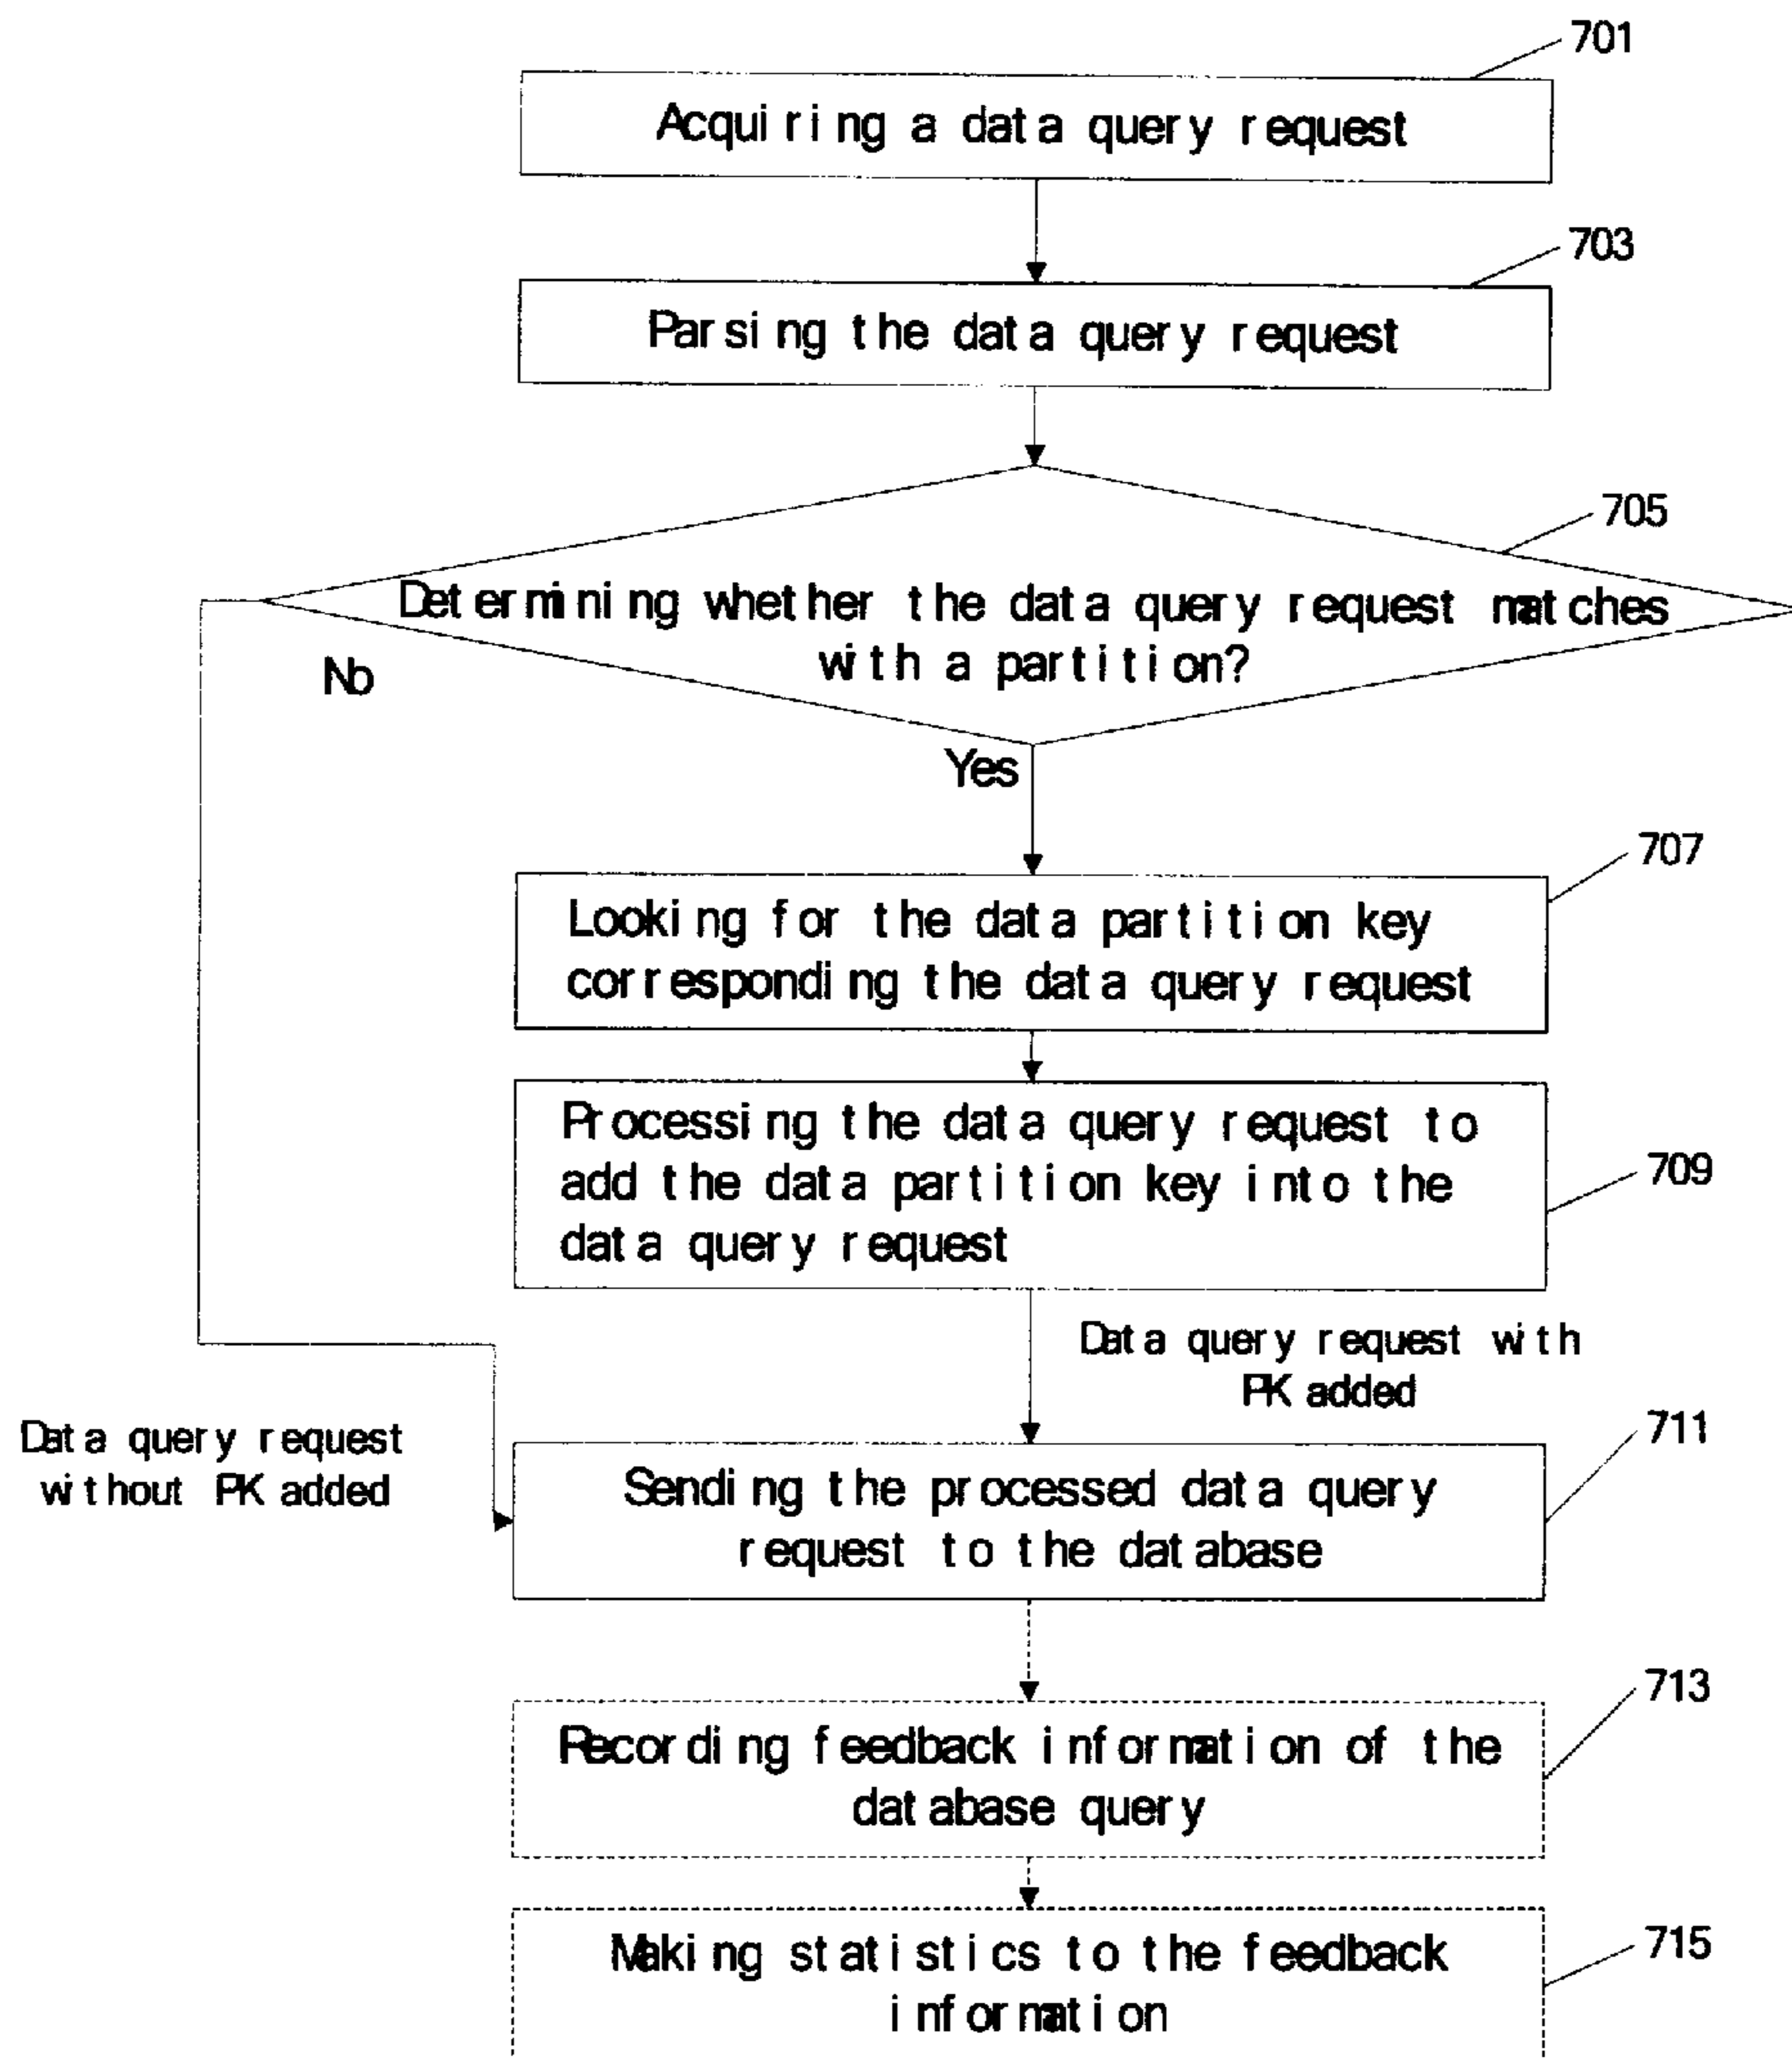 701
Acquiring a data query request
703
Parsing the data query request
705
Determining whether the data query request matches
with a partition?
No
Yes
707
Looking for the data partition key
corresponding the data query request
Processing the data query request to
add the data partition key into the
data query request
709
Data query request with
PK added
Data query request
without PK added
711
Sending the processed data query
request to the database
713
Recording feedback information of the
database query
Making statistics to the feedback
information
715